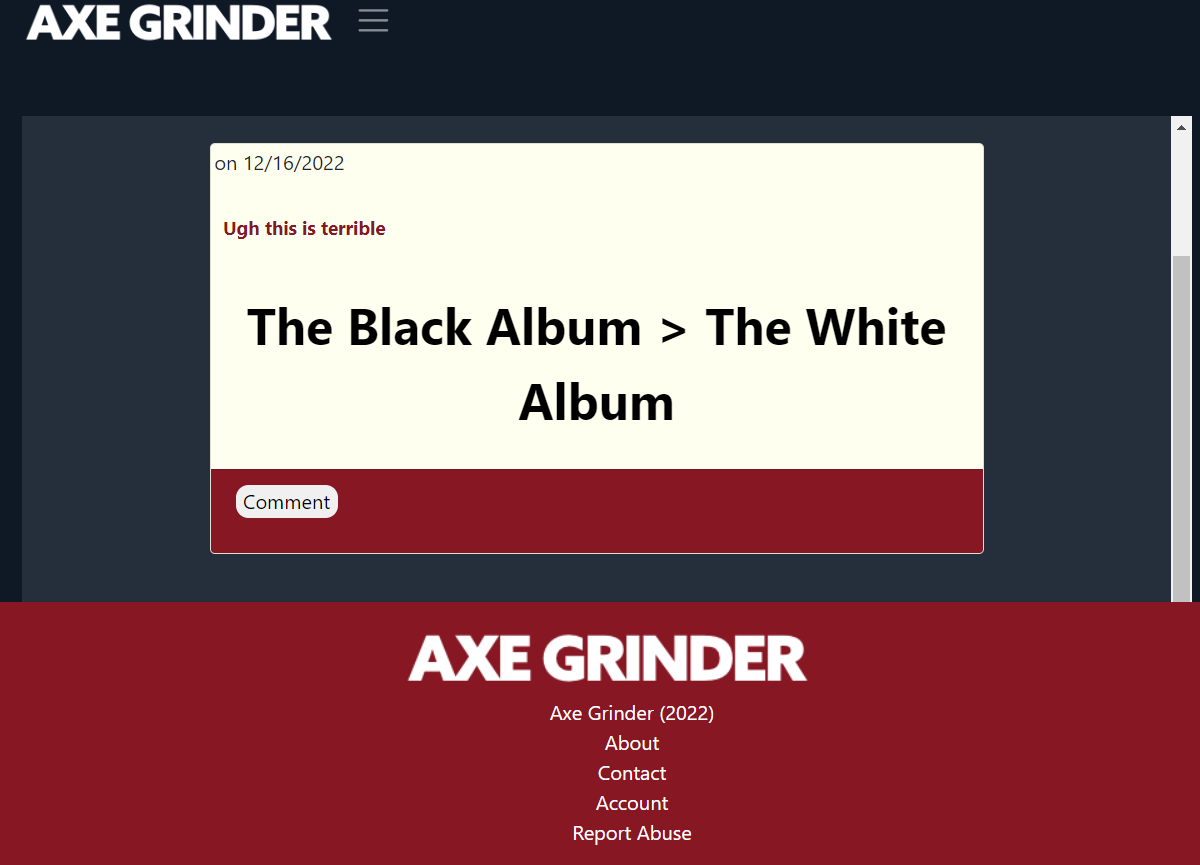 AXE GRINDER
on 12/16/2022
Ugh this is terrible
The Black Album > The White
Album
Comment
AXE GRINDER
Axe Grinder (2022)
About
Contact
Account
Report Abuse